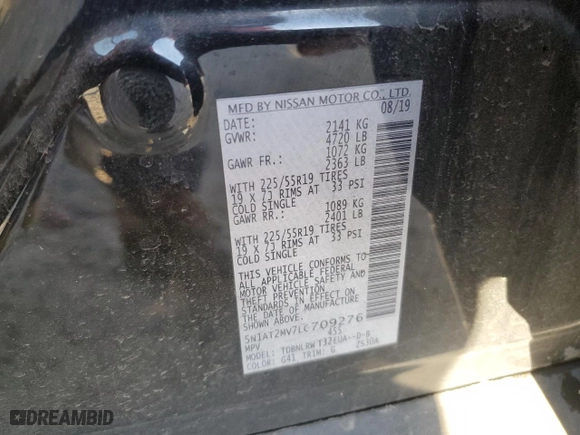 MFD BY NISSAN MOTOR CO., LTD.
DATE: 08/19
GVWR: 2141 KG
4720 LB
GAWR FR.: 1072 KG
2363 LB
WITH 225/55R19 TIRES
19 X 7J RIMS AT 33 PSI
COLD SINGLE
GAWR RR.: 1089 KG
2401 LB
WITH 225/55R19 TIRES
19 X 7J RIMS AT 33 PSI
COLD SINGLE
THIS VEHICLE CONFORMS TO
ALL APPLICABLE FEDERAL
MOTOR VEHICLE SAFETY AND
THEFT PREVENTION
STANDARDS IN EFFECT ON
THE DATE OF MANUFACTURE
SHOWN ABOVE.
5N1AT2MV7LC709276
MPV 455
MODEL:
COLOR: G41 TRIM: G ZS30A
DREAMBID